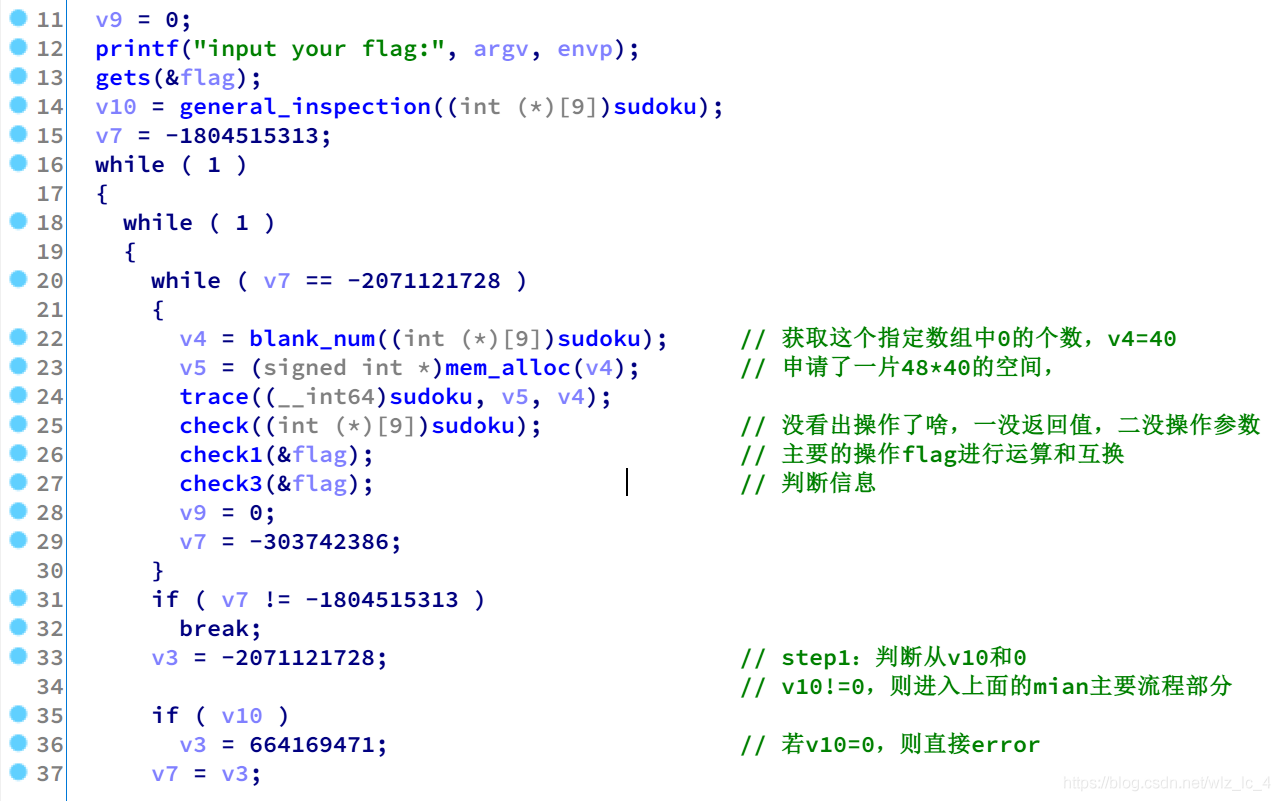 11 v9 = 0;
12 printf("input your flag:", argv, envp);
13 gets(&flag);
14 v10 = general_inspection((int (*)[9])sudoku);
15 v7 = -1804515313;
16 while ( 1 )
17 {
18 while ( 1 )
19 {
20 while ( v7 == -2071121728 )
21 {
22 v4 = blank_num((int (*)[9])sudoku); // 获取这个指定数组中0的个数，v4=40
23 v5 = (signed int *)mem_alloc(v4); // 申请了一片48*40的空间，
24 trace((__int64)sudoku, v5, v4);
25 check((int (*)[9])sudoku); // 没看出操作了啥，一没返回值，二没操作参数
26 check1(&flag); // 主要的操作flag进行运算和互换
27 check3(&flag); // 判断信息
28 v9 = 0;
29 v7 = -303742386;
30 }
31 if ( v7 != -1804515313 )
32 break;
33 v3 = -2071121728; // step1：判断从v10和0
34 // v10!=0，则进入上面的mian主要流程部分
35 if ( v10 )
36 v3 = 664169471; // 若v10=0，则直接error
37 v7 = v3;
https://blog.csdn.net/wlz_lc_4